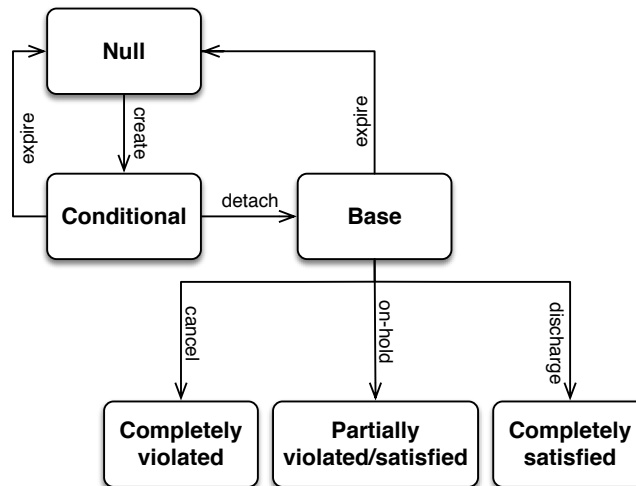 Null
expire
create
expire
Conditional
detach
Base
cancel
on-hold
discharge
Completely
violated
Partially
violated/satisfied
Completely
satisfied